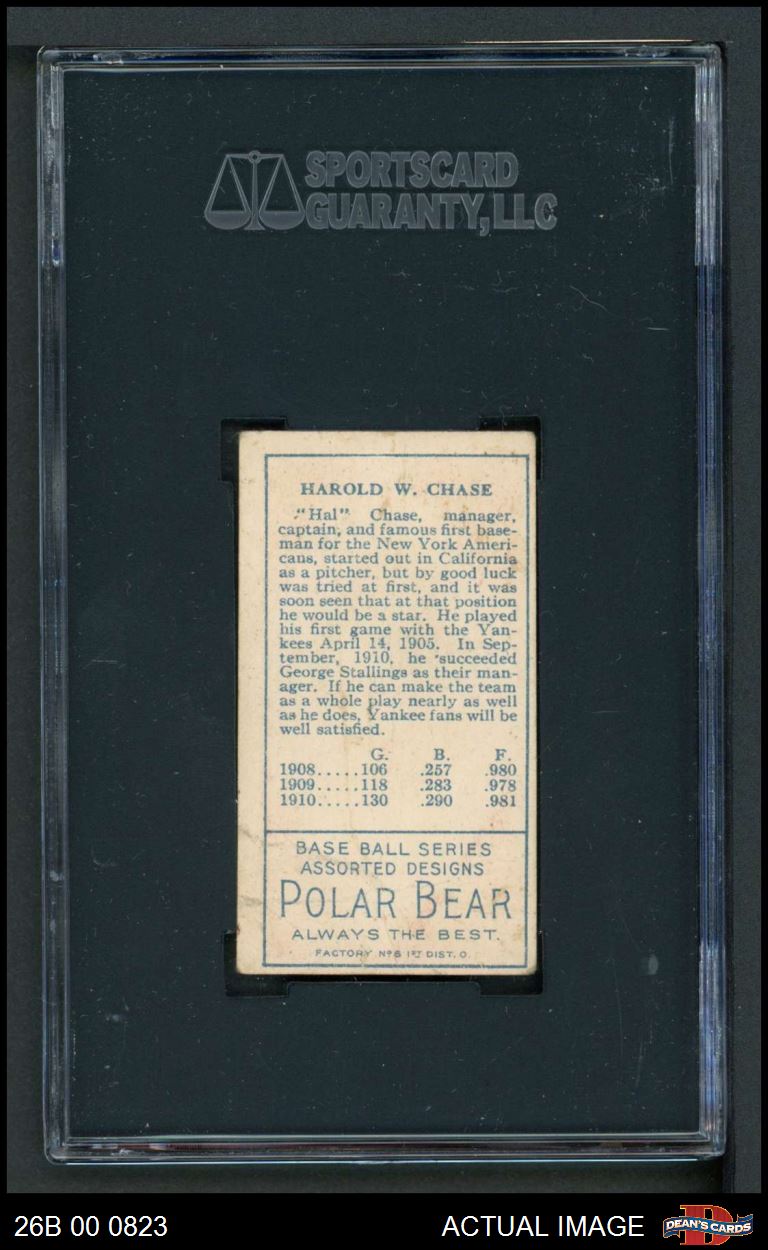 SPORTSCARD
GUARANTY, LLC
HAROLD W. CHASE
"Hal" Chase, manager,
captain, and famous first base-
man for the New York Ameri-
cans, started out in California
as a pitcher, but by good luck
was tried at first, and it was
soon seen that at that position
he would be a star. He played
his first game with the Yan-
kees April 14, 1905. In Sep-
tember, 1910, he succeeded
George Stallings as their man-
ager. If he can make the team
as a whole play nearly as well
as he does, Yankee fans will be
well satisfied.
G. B. F.
1908.....106 .257 .980
1909.....118 .283 .978
1910.....130 .290 .981
BASE BALL SERIES
ASSORTED DESIGNS
POLAR BEAR
ALWAYS THE BEST.
FACTORY Nº 6 1ST DIST. O.
26B 00 0823
ACTUAL IMAGE
DEAN'S CARDS